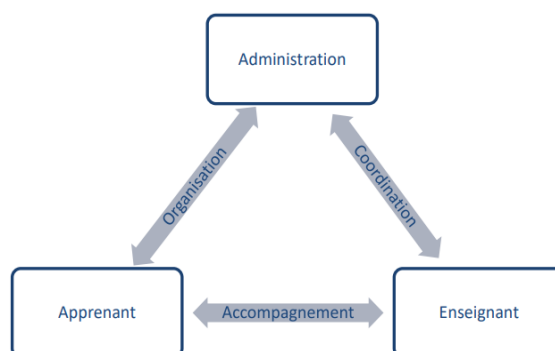 Administration
Organisation
Coordination
Apprenant
Accompagnement
Enseignant